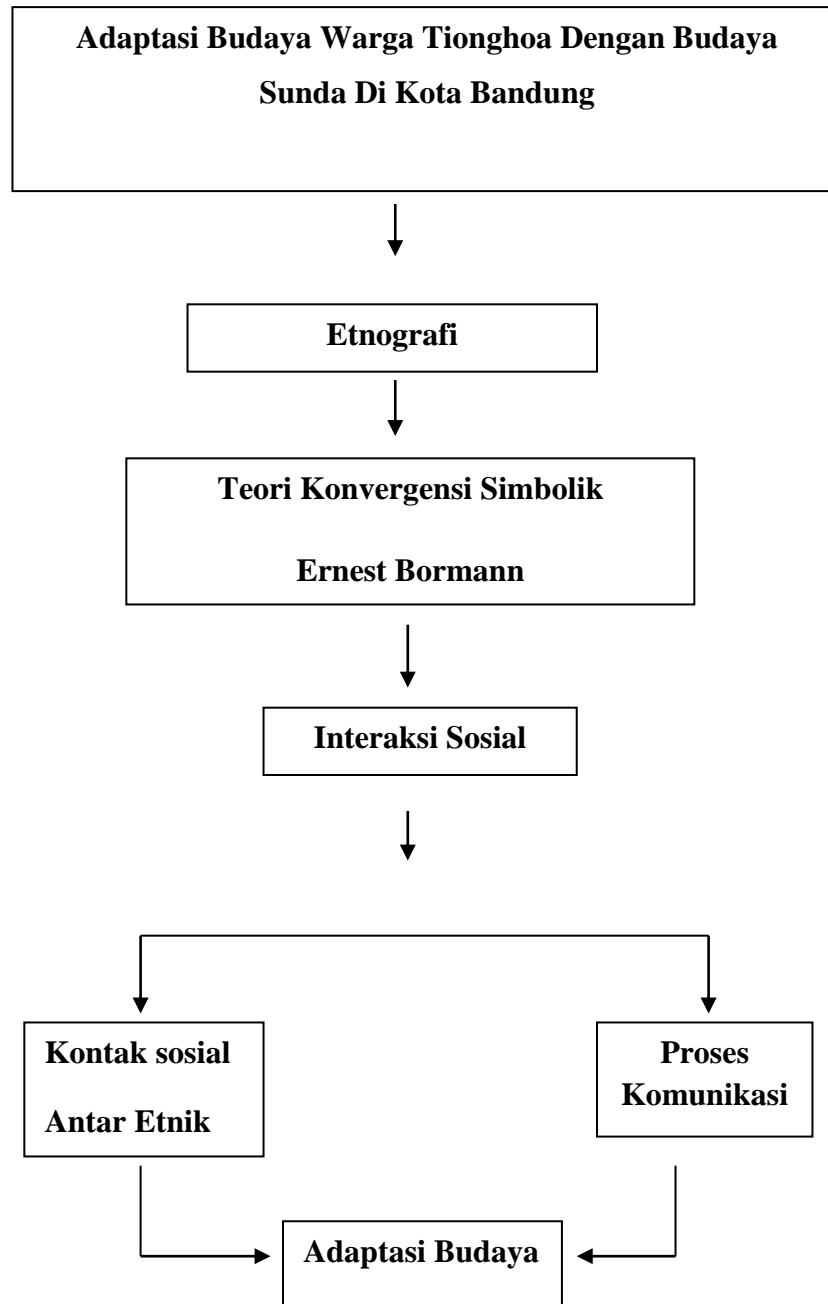 Adaptasi Budaya Warga Tionghoa Dengan Budaya
Sunda Di Kota Bandung
Etnografi
Teori Konvergensi Simbolik
Ernest Bormann
Interaksi Sosial
Kontak sosial
Antar Etnik
Proses
Komunikasi
Adaptasi Budaya